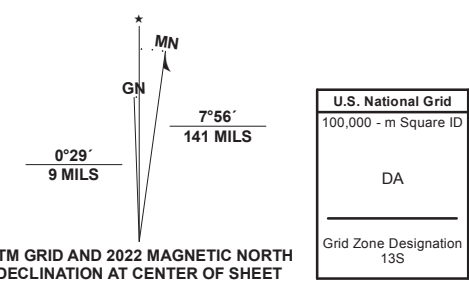 ★
MN
GN
7°56´
141 MILS
0°29´
9 MILS
TM GRID AND 2022 MAGNETIC NORTH
DECLINATION AT CENTER OF SHEET
U.S. National Grid
100,000 - m Square ID
DA
Grid Zone Designation
13S